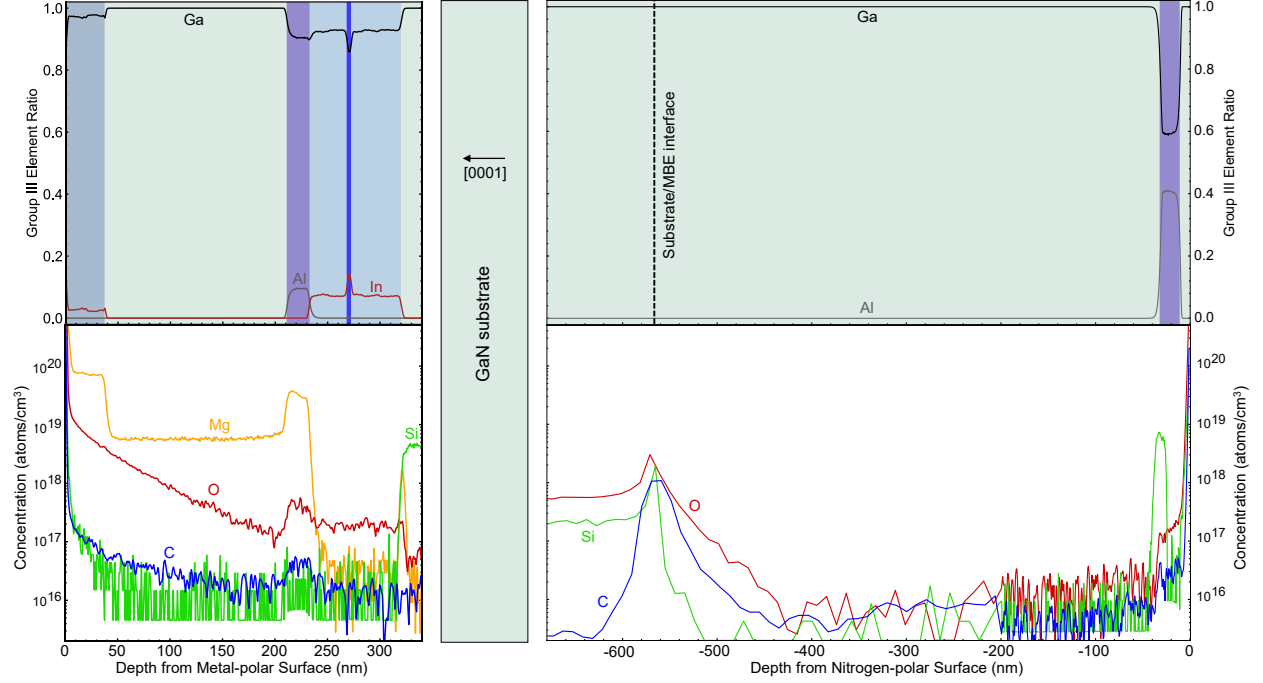 1.0
0.8
0.6
0.4
0.2
0.0
Group III Element Ratio
Ga
Al
In
10^20
10^19
10^18
10^17
10^16
Concentration (atoms/cm^3)
Mg
O
C
Si
0
50
100
150
200
250
300
Depth from Metal-polar Surface (nm)
[0001]
GaN substrate
Ga
Substrate/MBE interface
Al
1.0
0.8
0.6
0.4
0.2
0.0
Group III Element Ratio
O
Si
C
10^20
10^19
10^18
10^17
10^16
Concentration (atoms/cm^3)
-600
-500
-400
-300
-200
-100
0
Depth from Nitrogen-polar Surface (nm)